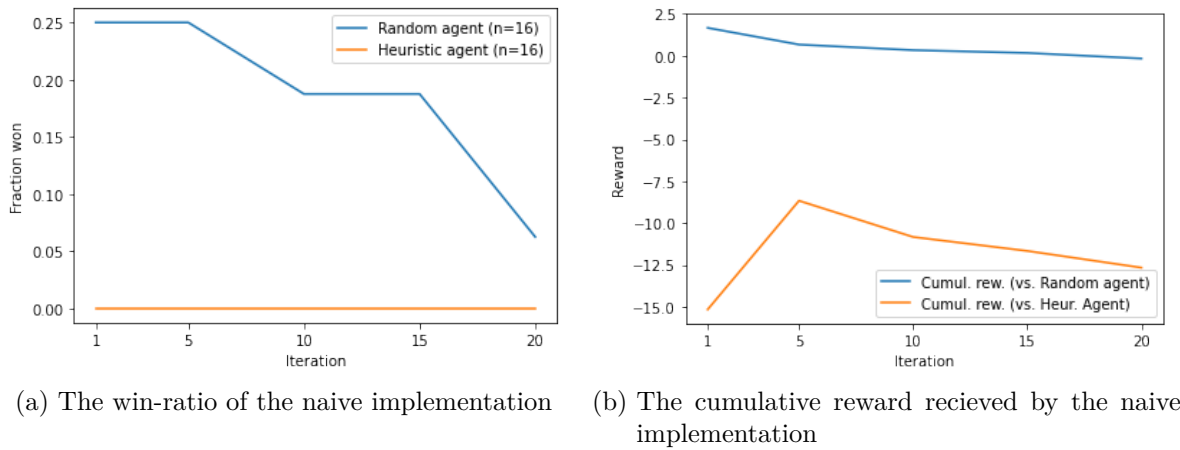 0.25
0.20
0.15
0.10
0.05
0.00
Fraction won
Random agent (n=16)
Heuristic agent (n=16)
1
5
10
15
20
Iteration
(a) The win-ratio of the naive implementation
2.5
0.0
−2.5
−5.0
−7.5
−10.0
−12.5
−15.0
Reward
Cumul. rew. (vs. Random agent)
Cumul. rew. (vs. Heur. Agent)
1
5
10
15
20
Iteration
(b) The cumulative reward recieved by the naive
implementation